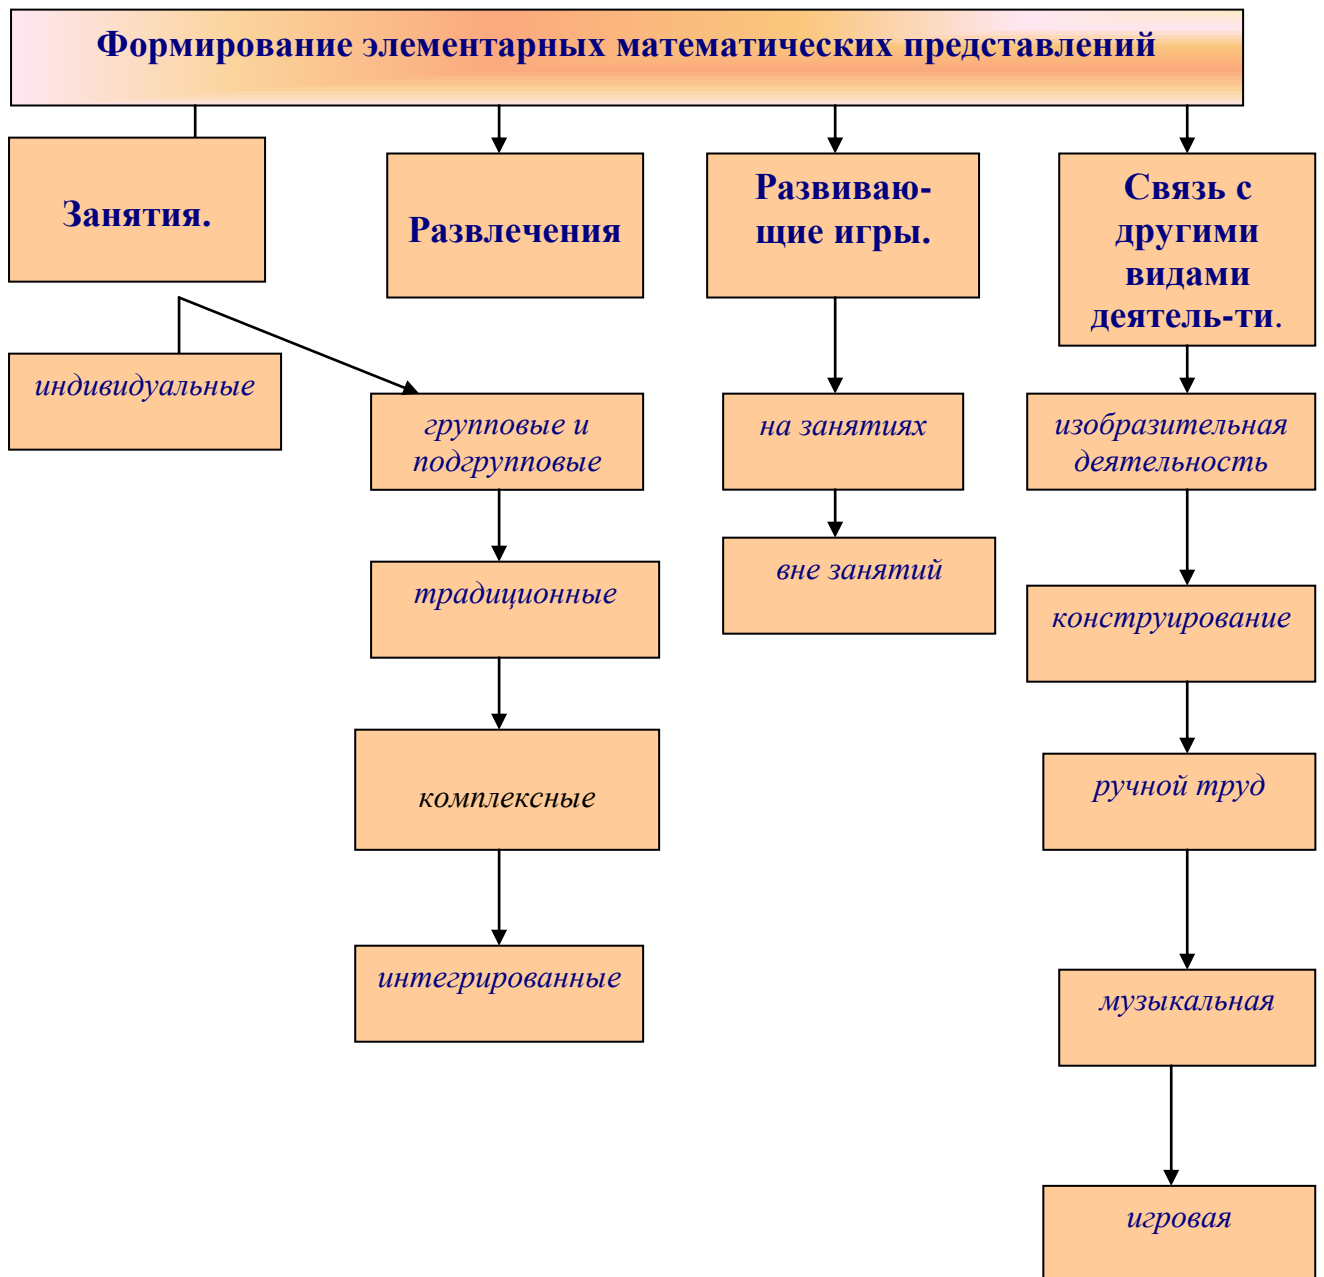 Формирование элементарных математических представлений
Занятия.
Развлечения
Развиваю-
щие игры.
Связь с
другими
видами
деятель-ти.
индивидуальные
групповые и
подгрупповые
на занятиях
изобразительная
деятельность
традиционные
вне занятий
конструирование
комплексные
ручной труд
интегрированные
музыкальная
игровая